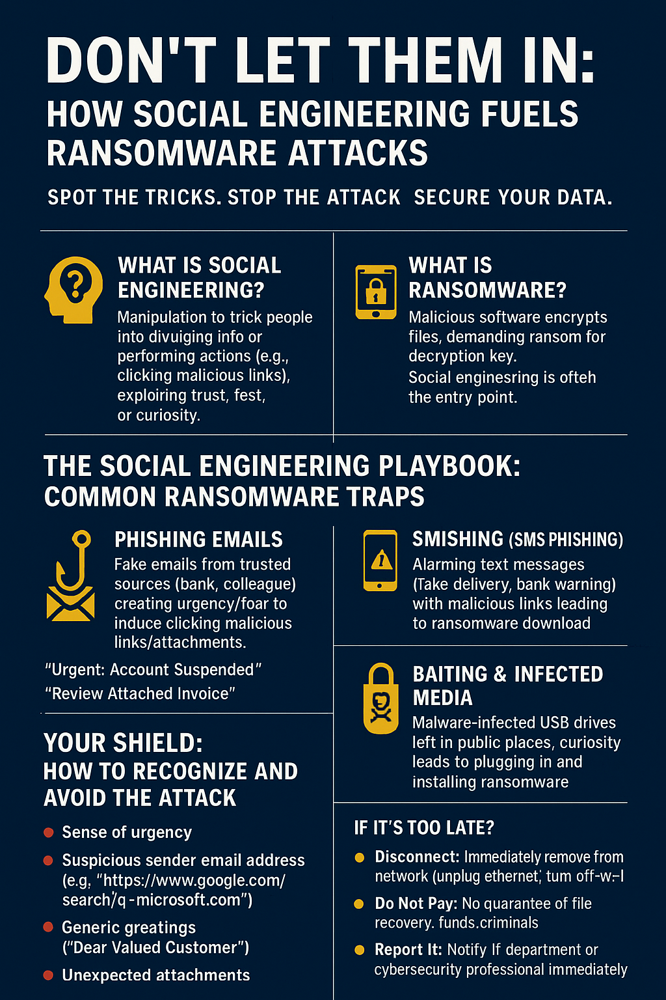 DON'T LET THEM IN:
HOW SOCIAL ENGINEERING FUELS
RANSOMWARE ATTACKS
SPOT THE TRICKS. STOP THE ATTACK SECURE YOUR DATA.
WHAT IS SOCIAL
ENGINEERING?
Manipulation to trick people
into divuiging info or
performing actions (e.g.,
clicking malicious links),
exploiring trust, fest,
or curiosity.
WHAT IS
RANSOMWARE?
Malicious software encrypts
files, demanding ransom for
decryption key.
Social enginesring is ofteh
the entry point.
THE SOCIAL ENGINEERING PLAYBOOK:
COMMON RANSOMWARE TRAPS
PHISHING EMAILS
Fake emails from trusted
sources (bank, colleague)
creating urgency/foar to
induce clicking malicious
links/attachments.
“Urgent: Account Suspended”
“Review Attached Invoice”
SMISHING (SMS PHISHING)
Alarming text messages
(Take delivery, bank warning)
with malicious links leading
to ransomware download
BAITING & INFECTED
MEDIA
Malware-infected USB drives
left in public places, curiosity
leads to plugging in and
installing ransomware
YOUR SHIELD:
HOW TO RECOGNIZE AND
AVOID THE ATTACK
Sense of urgency
Suspicious sender email address
(e.g. “https://www.google.com/
search/q-microsoft.com”)
Generic greatings
(“Dear Valued Customer”)
Unexpected attachments
IF IT’S TOO LATE?
Disconnect: Immediately remove from
network (unplug ethernet; tum off-w-l
Do Not Pay: No quarantee of file
recovery. funds.criminals
Report It: Notify If department or
cybersecurity professional immediately